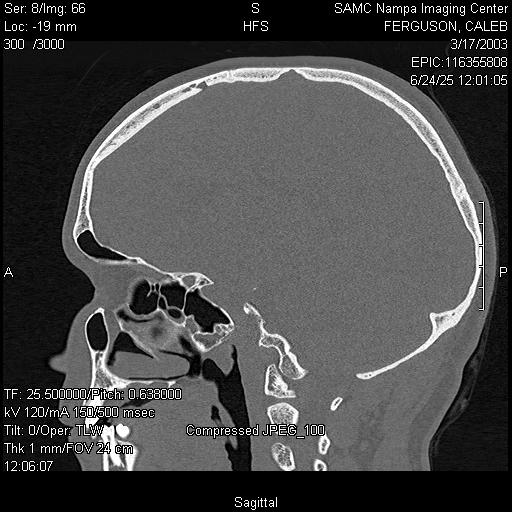 Ser: 8/Img: 66
S
SAMC Nampa Imaging Center
Loc: -19 mm
HFS
FERGUSON, CALEB
300 /3000
3/17/2003
EPIC:116355808
6/24/25 12:01:05
A
P
TF: 25.500000/Pitch: 0.638000
kV 120/mA 150/500 msec
Tilt: 0/Oper: TLW
Compressed JPEG_100
Thk 1 mm/FOV 24 cm
12:06:07
Sagittal